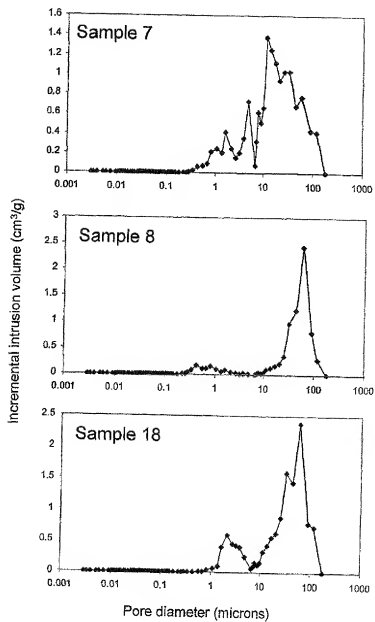 Incremental intrusion volume (cm³/g)
Sample 7
1.6
1.4
1.2
1
0.8
0.6
0.4
0.2
0
0.001 0.01 0.1 1 10 100 1000
Sample 8
3
2.5
2
1.5
1
0.5
0
0.001 0.01 0.1 1 10 100 1000
Sample 18
2.5
2
1.5
1
0.5
0
0.001 0.01 0.1 1 10 100 1000
Pore diameter (microns)